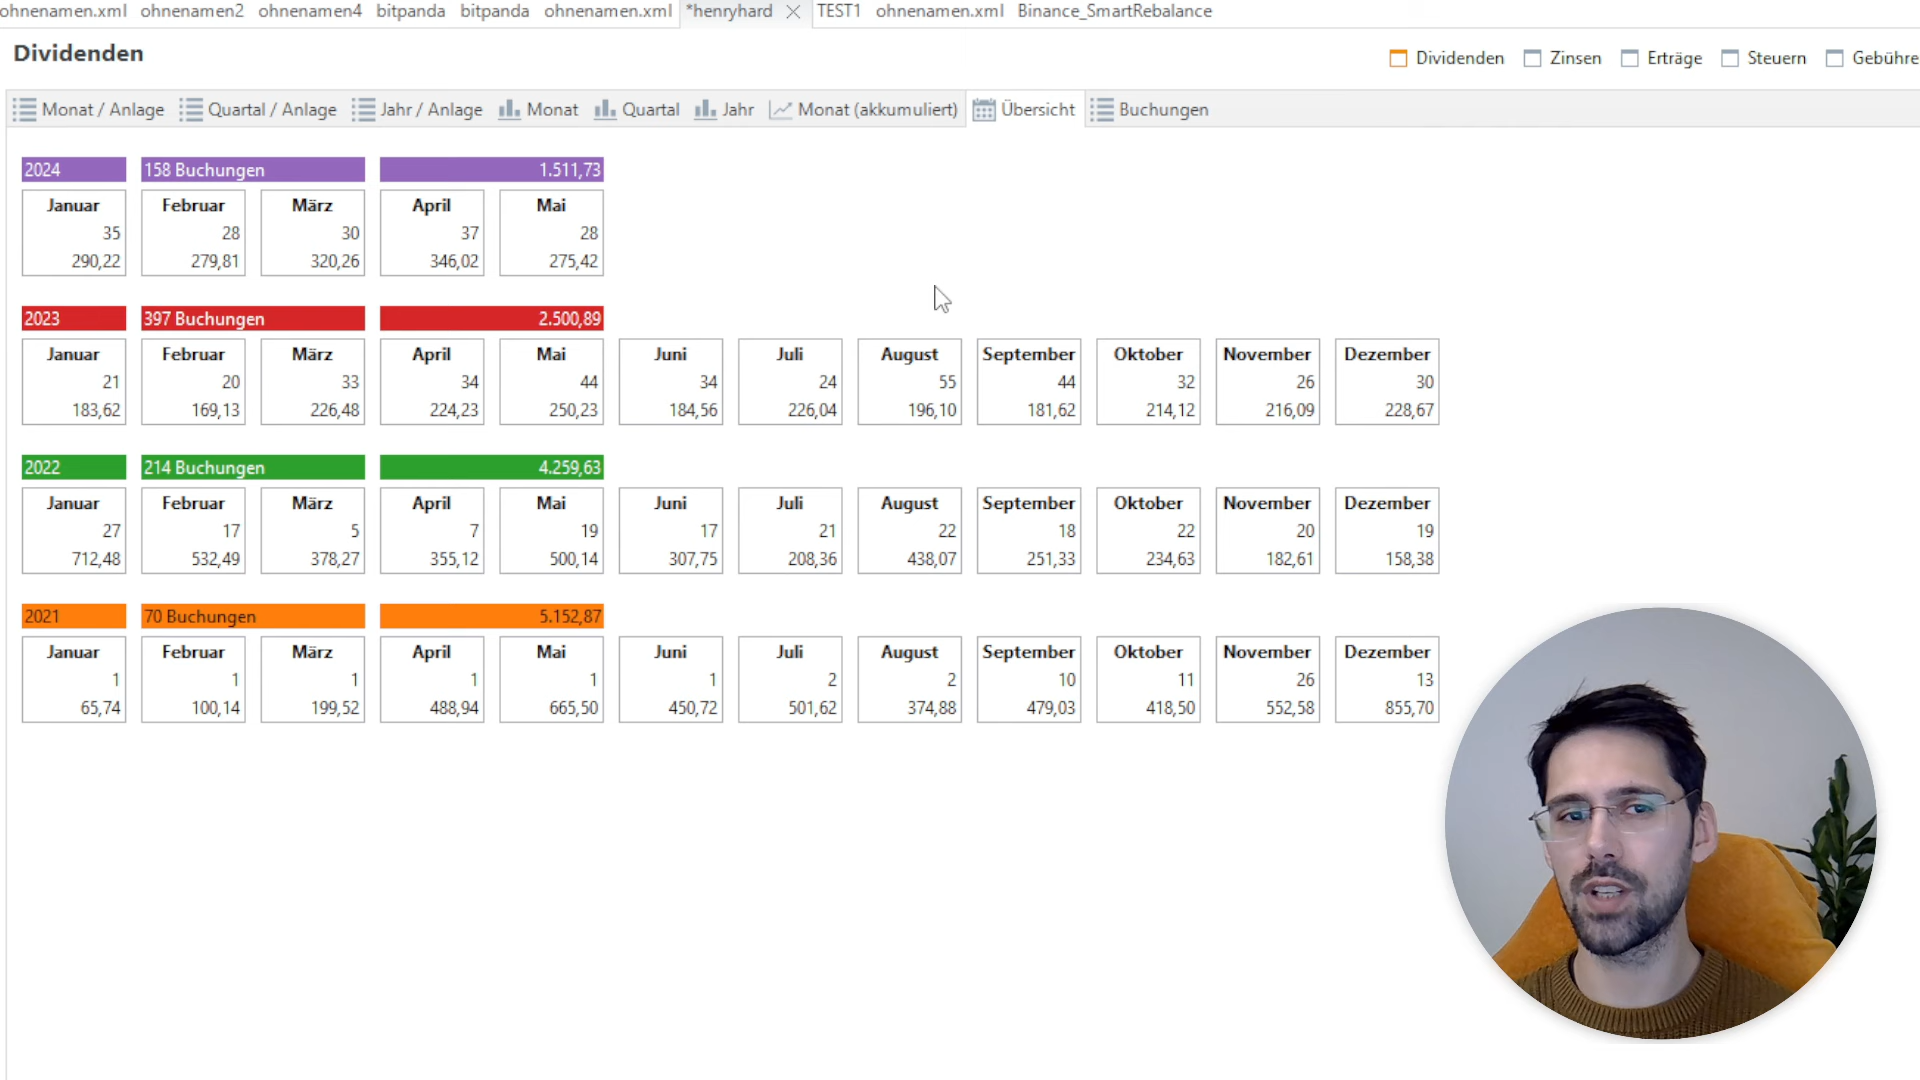 ohnenamen.xml ohnenamen2 ohnenamen4 bitpanda bitpanda ohnenamen.xml *henryhard TEST1 ohnenamen.xml Binance_SmartRebalance
Dividenden
Dividenden Zinsen Erträge Steuern Gebühre
Monat / Anlage Quartal / Anlage Jahr / Anlage Monat Quartal Jahr Monat (akkumuliert) Übersicht Buchungen
2024 158 Buchungen 1.511,73
Januar Februar März April Mai
35 28 30 37 28
290,22 279,81 320,26 346,02 275,42
2023 397 Buchungen 2.500,89
Januar Februar März April Mai Juni Juli August September Oktober November Dezember
21 20 33 34 44 34 24 55 44 32 26 30
183,62 169,13 226,48 224,23 250,23 184,56 226,04 196,10 181,62 214,12 216,09 228,67
2022 214 Buchungen 4.259,63
Januar Februar März April Mai Juni Juli August September Oktober November Dezember
27 17 5 7 19 17 21 22 18 22 20 19
712,48 532,49 378,27 355,12 500,14 307,75 208,36 438,07 251,33 234,63 182,61 158,38
2021 70 Buchungen 5.152,87
Januar Februar März April Mai Juni Juli August September Oktober November Dezember
1 1 1 1 1 1 2 2 10 11 26 13
65,74 100,14 199,52 488,94 665,50 450,72 501,62 374,88 479,03 418,50 552,58 855,70